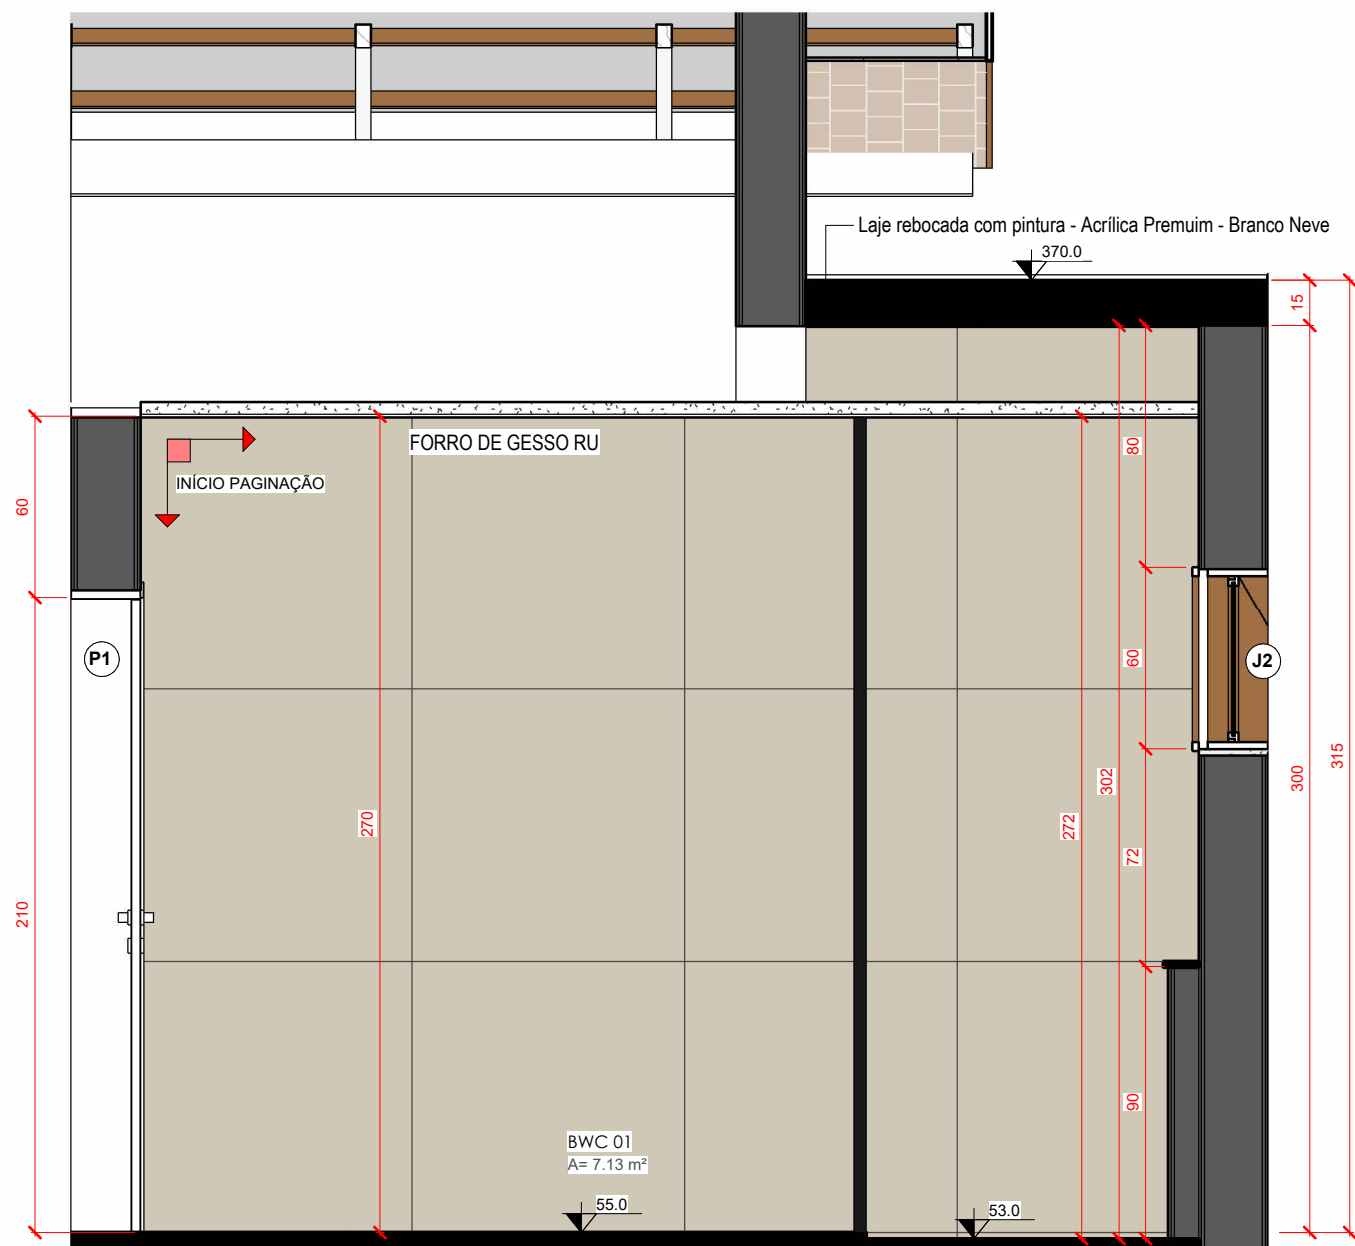 Laje rebocada com pintura - Acrílica Premuim - Branco Neve
370.0
15
FORRO DE GESSO RU
80
INÍCIO PAGINAÇÃO
60
P1
60
J2
315
300
302
270
272
72
210
90
BWC 01
A= 7.13 m²
55.0
53.0